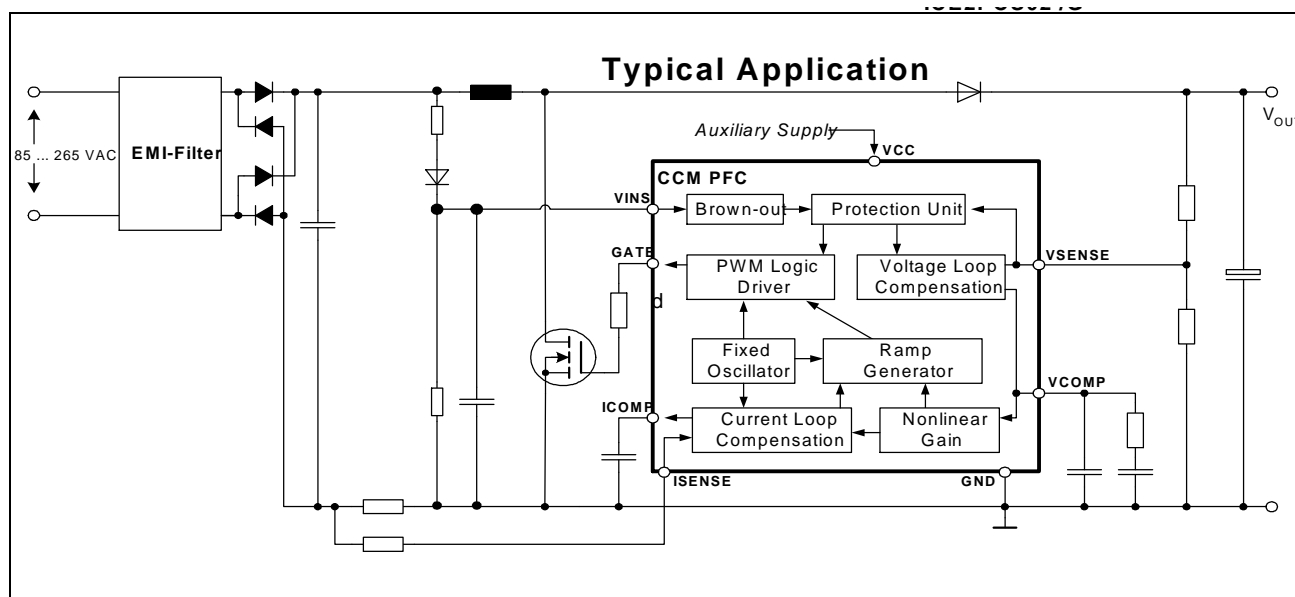 Typical Application
Auxiliary Supply
VCC
V_OUT
85 ... 265 VAC
EMI-Filter
CCM PFC
VINS
Brown-out
Protection Unit
GATE
PWM Logic
Driver
Voltage Loop
Compensation
VSENSE
d
Fixed
Oscillator
Ramp
Generator
VCOMP
ICOMP
Current Loop
Compensation
Nonlinear
Gain
ISENSE
GND